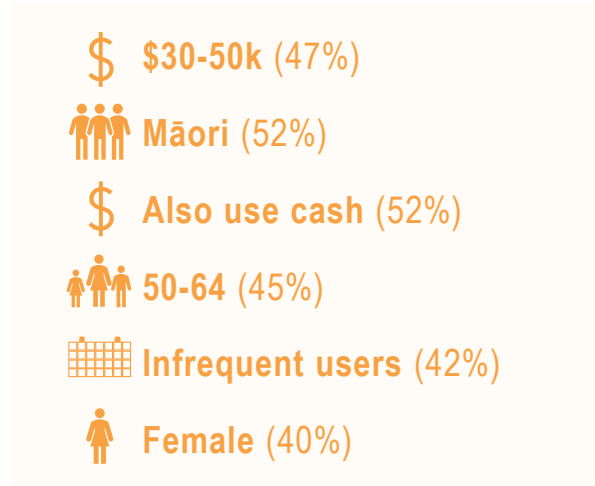 $30-50k (47%)
Māori (52%)
Also use cash (52%)
50-64 (45%)
Infrequent users (42%)
Female (40%)